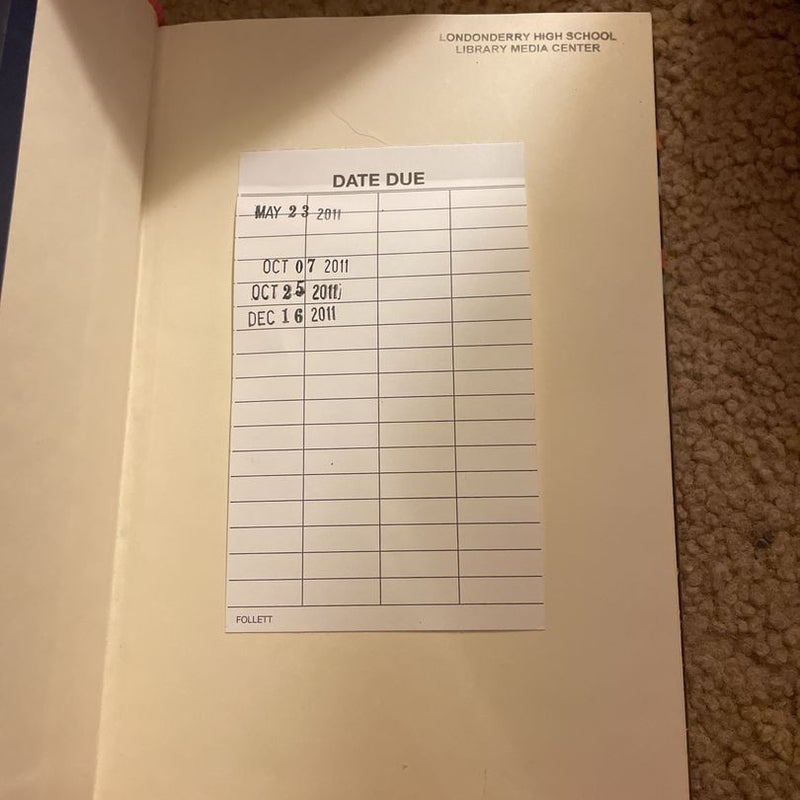 LONDONDERRY HIGH SCHOOL
LIBRARY MEDIA CENTER
DATE DUE
MAY 23 2011
OCT 07 2011
OCT 25 2011
DEC 16 2011
FOLLETT